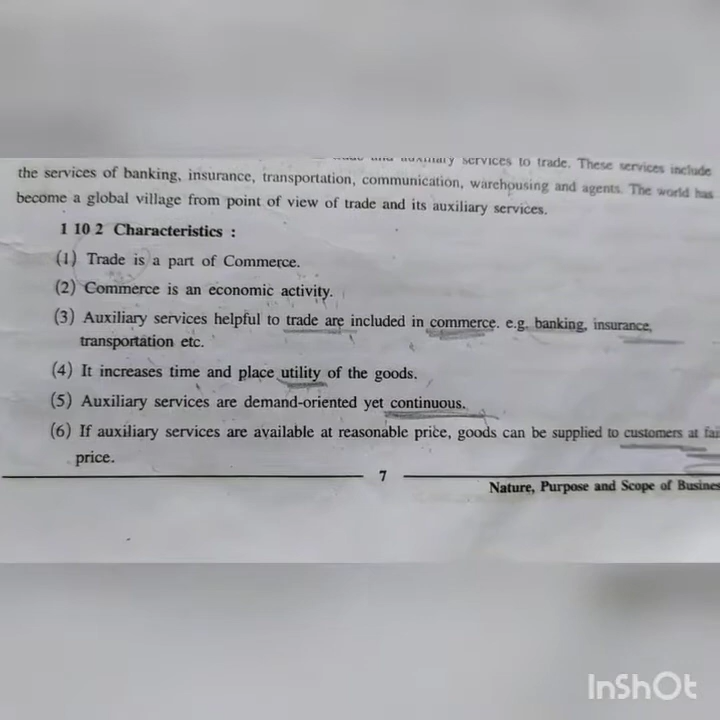 auxiliary services to trade. These services include
the services of banking, insurance, transportation, communication, warehousing and agents. The world has
become a global village from point of view of trade and its auxiliary services.
1 10 2 Characteristics :
(1) Trade is a part of Commerce.
(2) Commerce is an economic activity.
(3) Auxiliary services helpful to trade are included in commerce. e.g. banking, insurance,
transportation etc.
(4) It increases time and place utility of the goods.
(5) Auxiliary services are demand-oriented yet continuous.
(6) If auxiliary services are available at reasonable price, goods can be supplied to customers at fai
price.
7
Nature, Purpose and Scope of Busines
InShOt